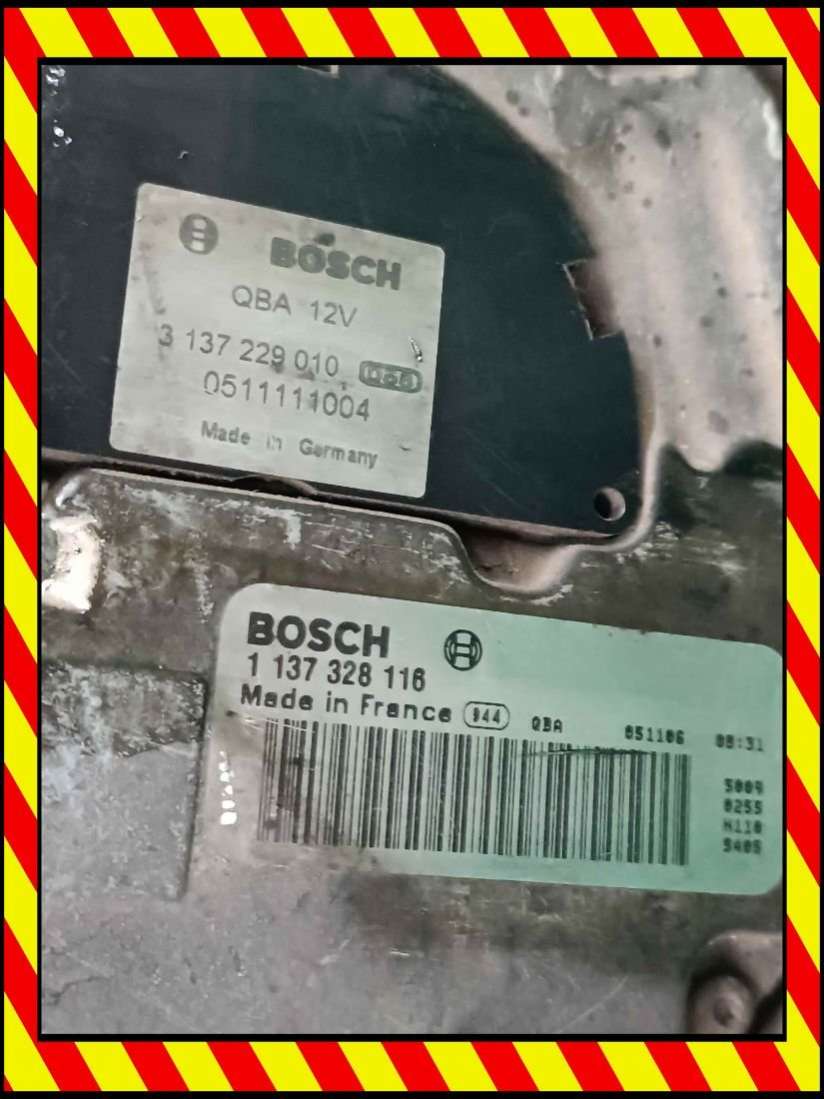 BOSCH
QBA 12V
3 137 229 010
0511111004
Made in Germany
BOSCH
1 137 328 116
Made in France 944 QBA 051106 08:31
5009
0255
H110